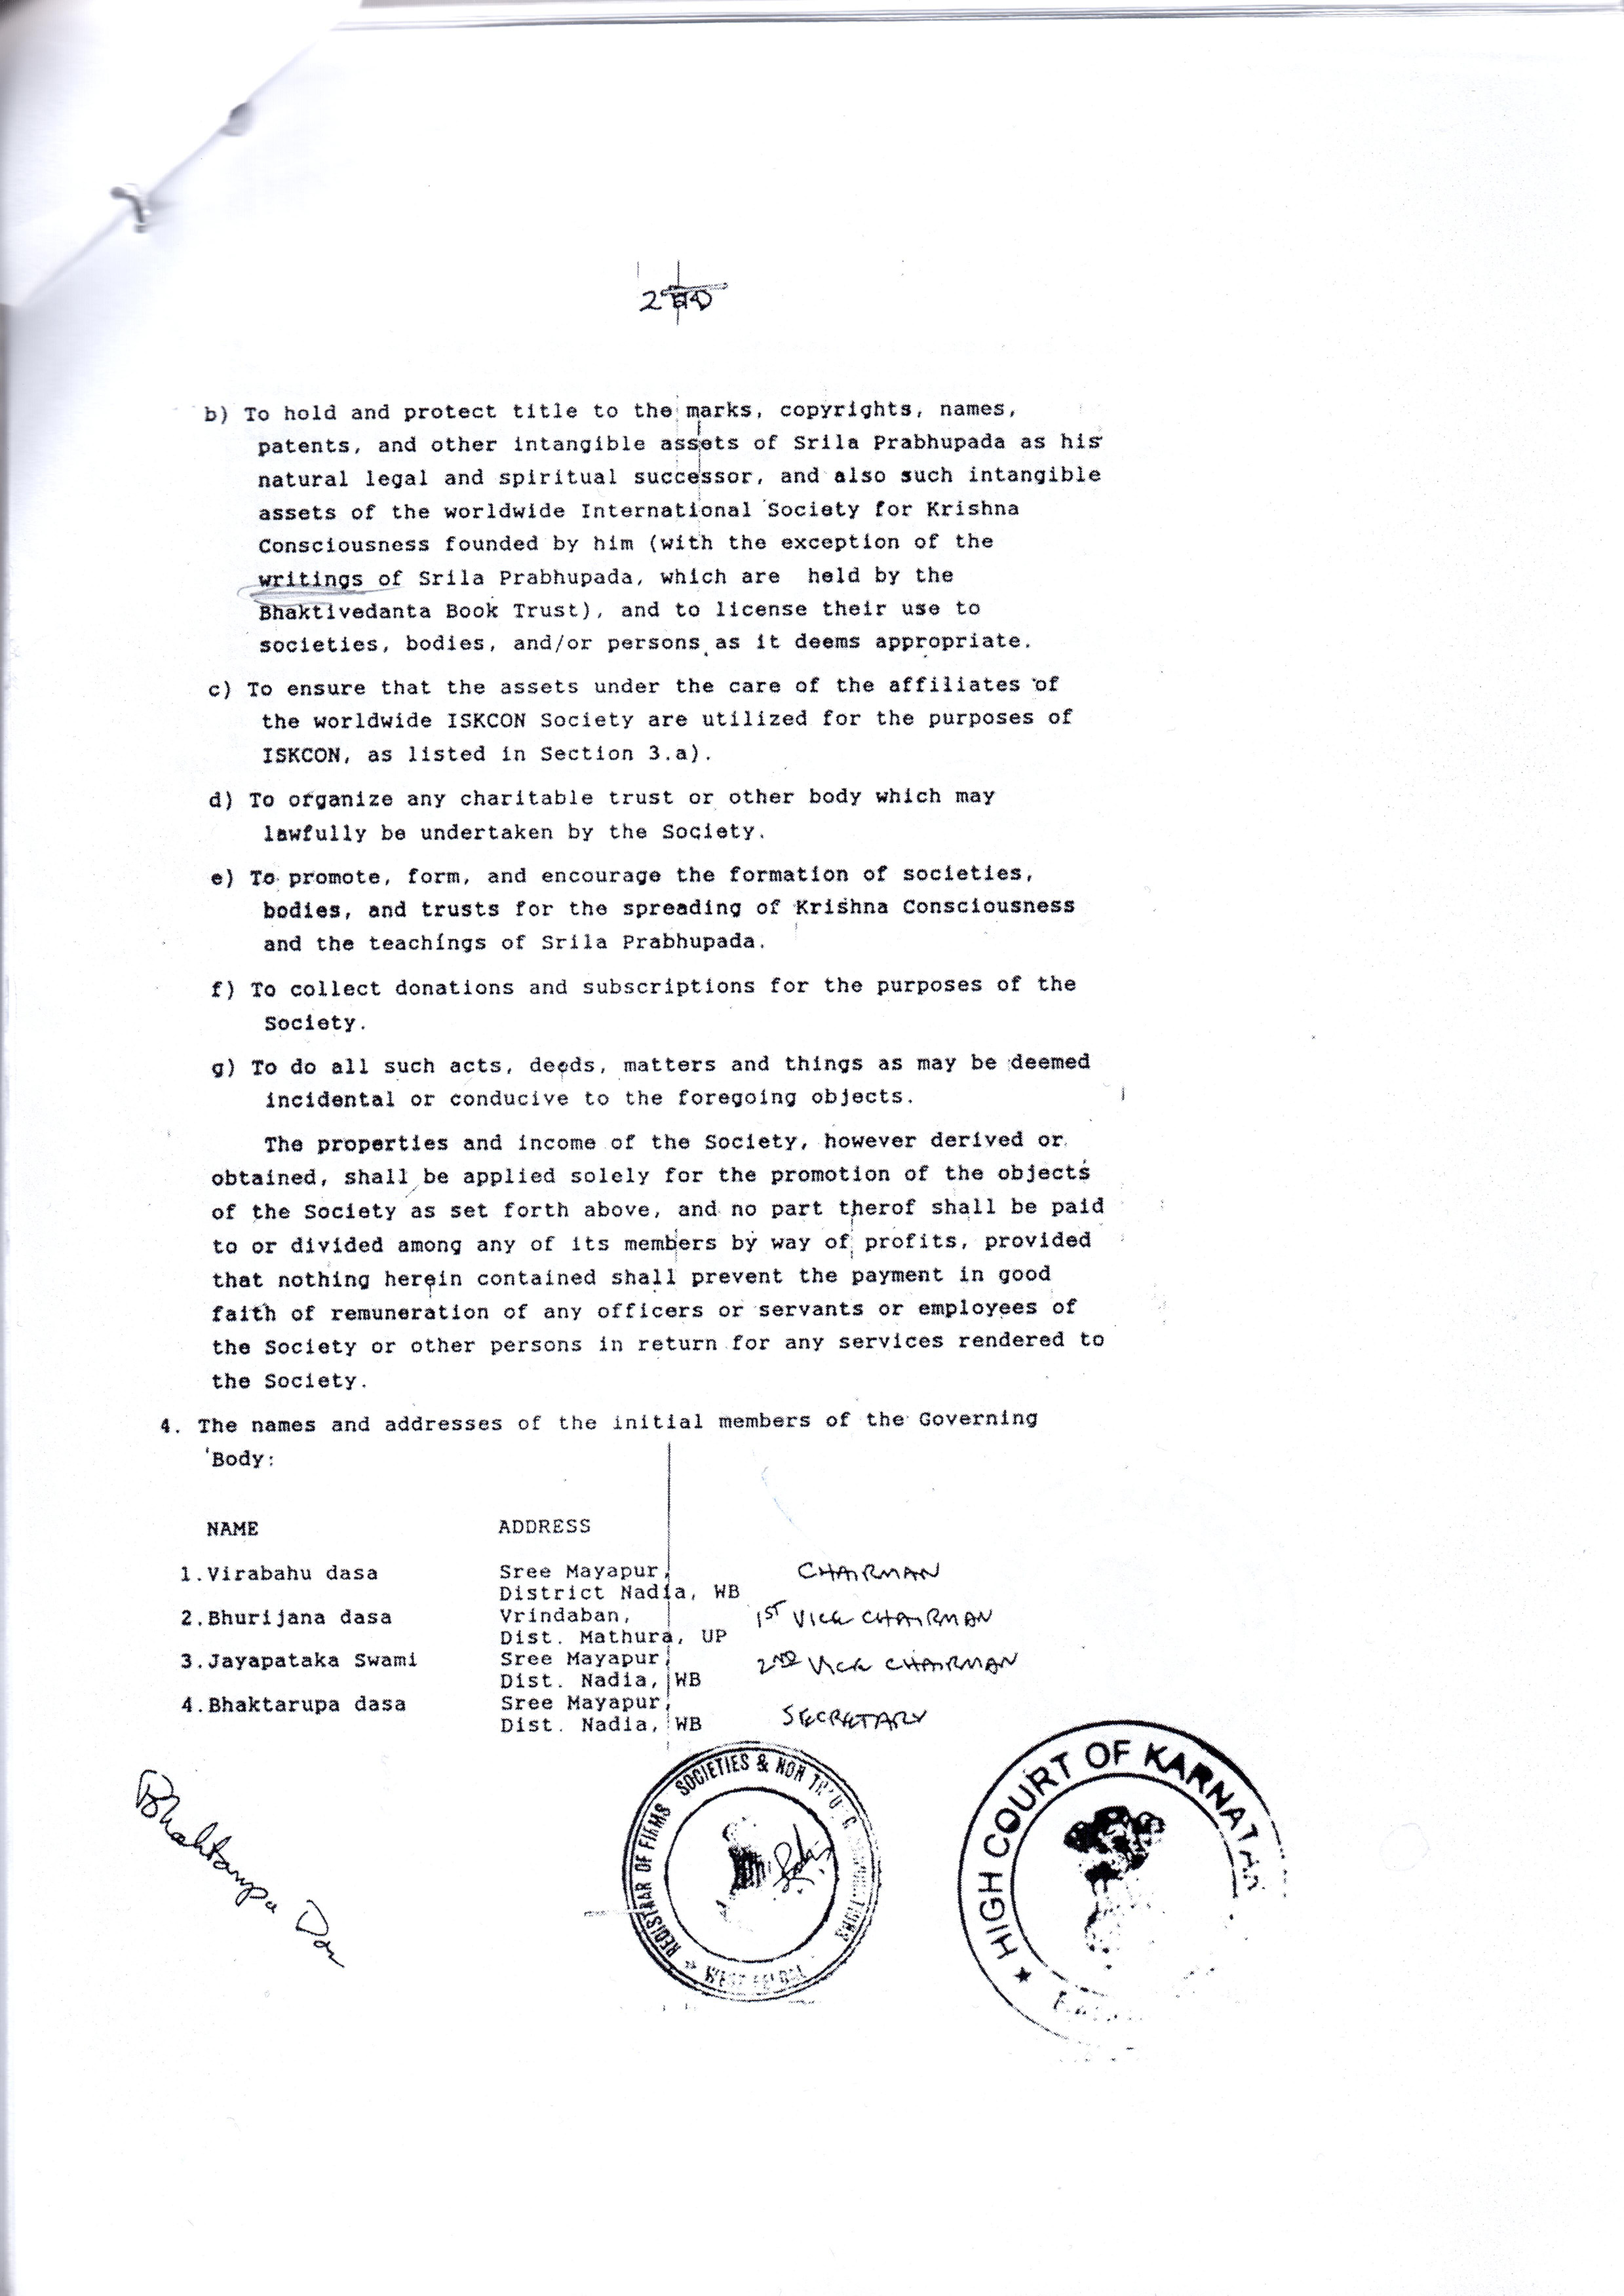 b) To hold and protect title to the marks, copyrights, names,
patents, and other intangible assets of Srila Prabhupada as his
natural legal and spiritual successor, and also such intangible
assets of the worldwide International Society for Krishna
Consciousness founded by him (with the exception of the
writings of Srila Prabhupada, which are held by the
Bhaktivedanta Book Trust), and to license their use to
societies, bodies, and/or persons as it deems appropriate.
c) To ensure that the assets under the care of the affiliates of
the worldwide ISKCON Society are utilized for the purposes of
ISKCON, as listed in Section 3.a).
d) To organize any charitable trust or other body which may
lawfully be undertaken by the Society.
e) To promote, form, and encourage the formation of societies,
bodies, and trusts for the spreading of Krishna Consciousness
and the teachings of Srila Prabhupada.
f) To collect donations and subscriptions for the purposes of the
Society.
g) To do all such acts, deeds, matters and things as may be deemed
incidental or conducive to the foregoing objects.
The properties and income of the Society, however derived or
obtained, shall be applied solely for the promotion of the objects
of the Society as set forth above, and no part therof shall be paid
to or divided among any of its members by way of profits, provided
that nothing herein contained shall prevent the payment in good
faith of remuneration of any officers or servants or employees of
the Society or other persons in return for any services rendered to
the Society.
4. The names and addresses of the initial members of the Governing
Body:
NAME ADDRESS
1.Virabahu dasa Sree Mayapur, CHAIRMAN
District Nadia, WB
2.Bhurijana dasa Vrindaban, 1ST VICE CHAIRMAN
Dist. Mathura, UP
3.Jayapataka Swami Sree Mayapur, 2ND VICE CHAIRMAN
Dist. Nadia, WB
4.Bhaktarupa dasa Sree Mayapur, SECRETARY
Dist. Nadia, WB
Bhaktarupa Das
REGISTRAR OF FIRMS SOCIETIES & NON
WEST BENGAL
HIGH COURT OF KARNATAKA